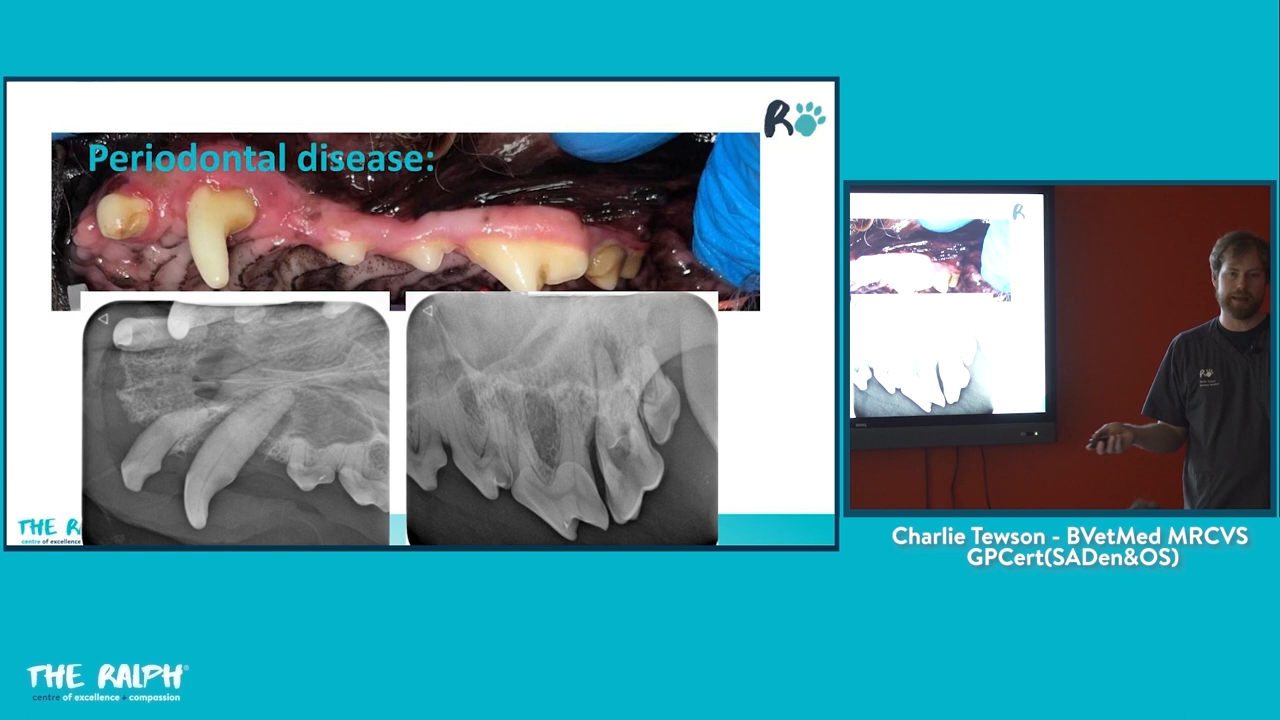 Periodontal disease:
R
THE R
centre of excellence
R
Charlie Tewson - BVetMed MRCVS
GPCert(SADen&OS)
THE RALPH®
centre of excellence + compassion